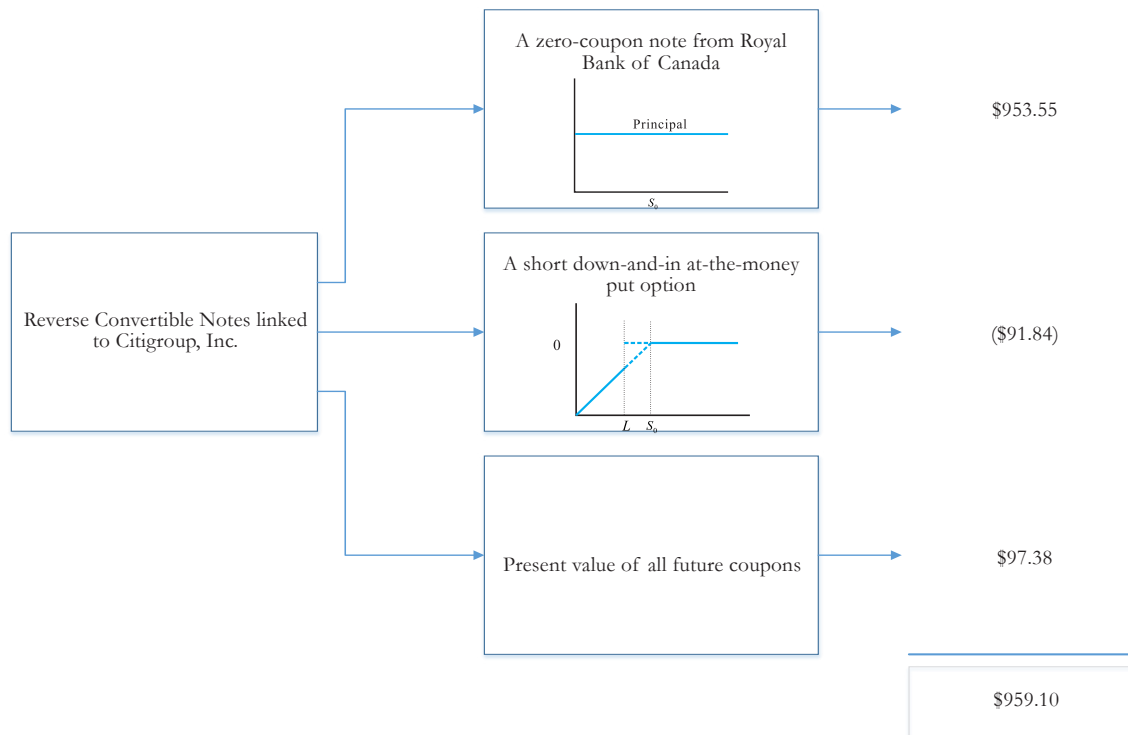 A zero-coupon note from Royal
Bank of Canada
Principal
S₀
$953.55
Reverse Convertible Notes linked
to Citigroup, Inc.
A short down-and-in at-the-money
put option
0
L S₀
($91.84)
Present value of all future coupons
$97.38
$959.10